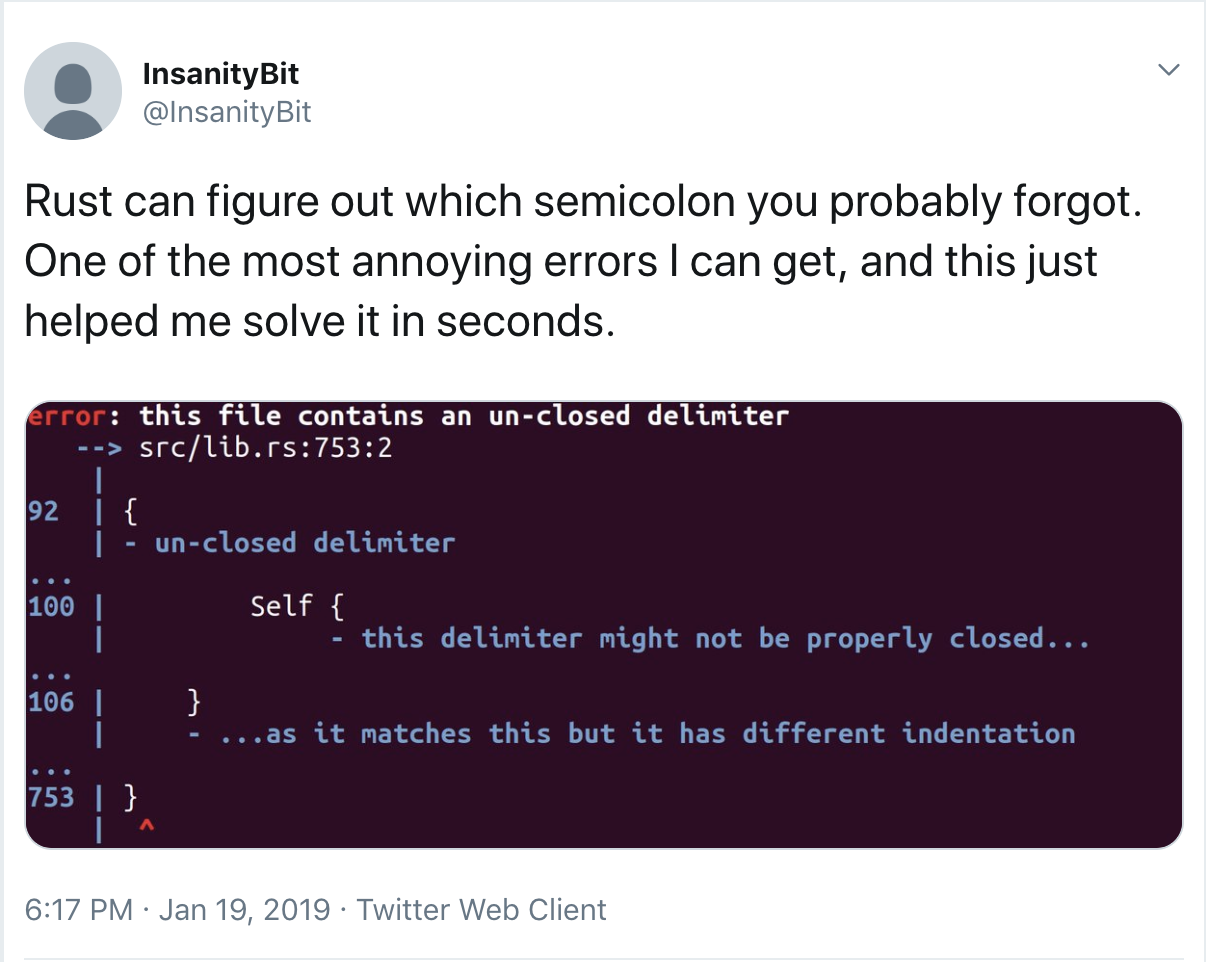 InsanityBit
@InsanityBit
Rust can figure out which semicolon you probably forgot.
One of the most annoying errors I can get, and this just
helped me solve it in seconds.
error: this file contains an un-closed delimiter
   --> src/lib.rs:753:2
    |
92  | {
    | - un-closed delimiter
...
100 |         Self {
    |              - this delimiter might not be properly closed...
...
106 |     }
    |     - ...as it matches this but it has different indentation
...
753 | }
    |  ^
6:17 PM · Jan 19, 2019 · Twitter Web Client